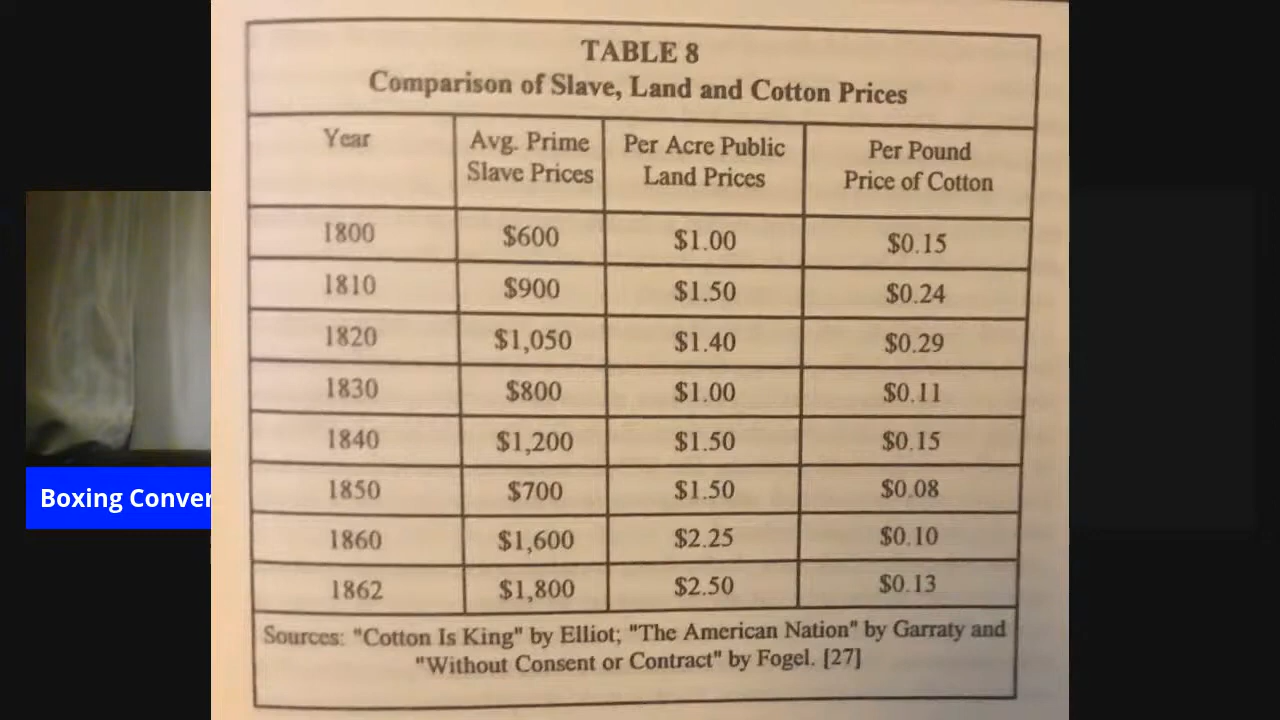 TABLE 8
Comparison of Slave, Land and Cotton Prices
Year Avg. Prime Slave Prices Per Acre Public Land Prices Per Pound Price of Cotton
1800 $600 $1.00 $0.15
1810 $900 $1.50 $0.24
1820 $1,050 $1.40 $0.29
1830 $800 $1.00 $0.11
1840 $1,200 $1.50 $0.15
1850 $700 $1.50 $0.08
1860 $1,600 $2.25 $0.10
1862 $1,800 $2.50 $0.13
Sources: "Cotton Is King" by Elliot; "The American Nation" by Garraty and
"Without Consent or Contract" by Fogel. [27]
Boxing Conver